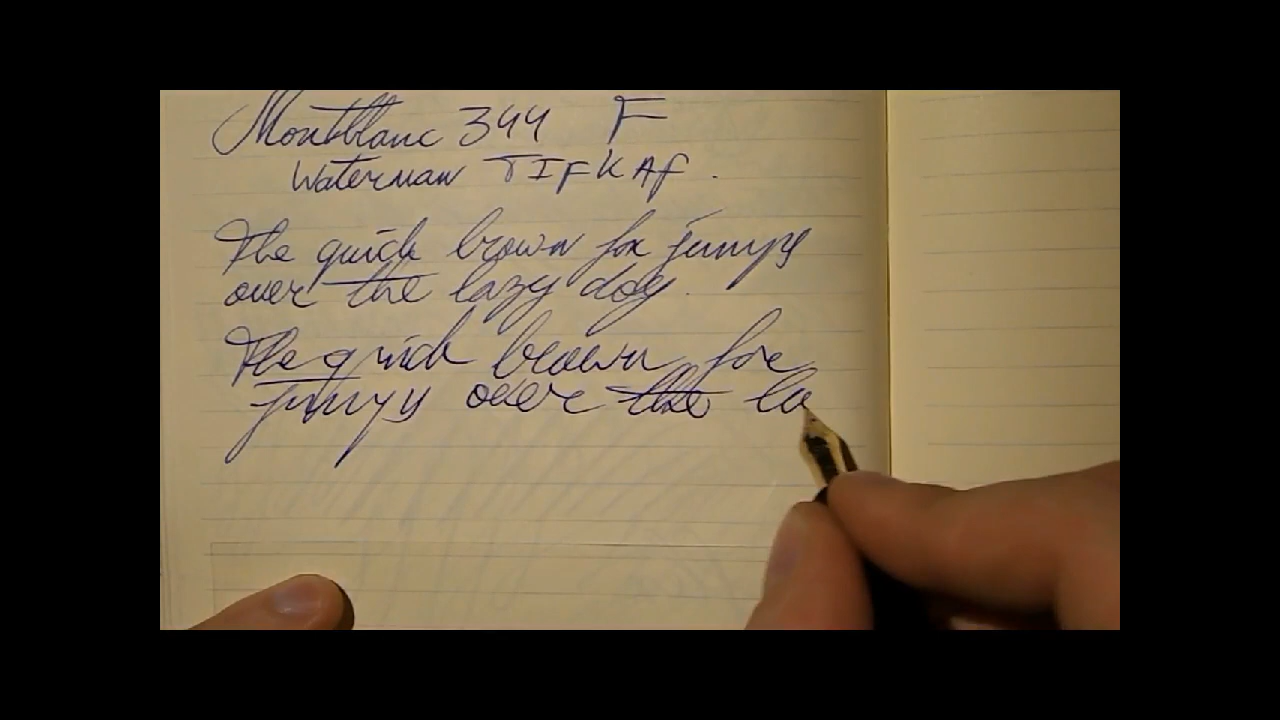 Montblanc 344 F
Waterman TIFKAF.
The quick brown fox jumps
over the lazy dog.
The quick brown fox
jumps over the la